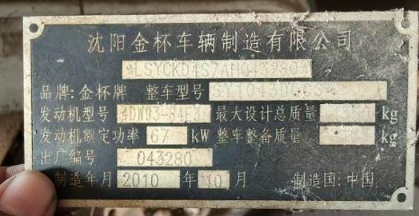 沈阳金杯车辆制造有限公司
品牌:金杯牌 整车型号
发动机型号 4DW93-84E3 最大设计总质量 kg
发动机额定功率 67 kW 整车整备质量 kg
出厂编号 043280
制造年月 2010 年 10 月 制造国:中国